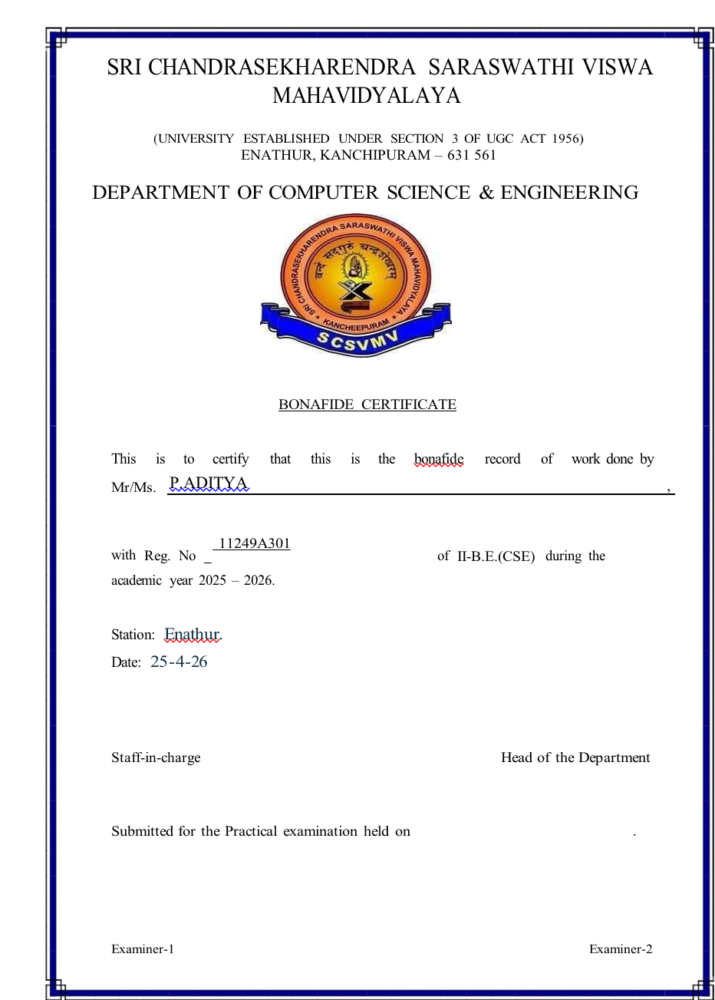 SRI CHANDRASEKHARENDRA SARASWATHI VISWA
MAHAVIDYALAYA
(UNIVERSITY ESTABLISHED UNDER SECTION 3 OF UGC ACT 1956)
ENATHUR, KANCHIPURAM – 631 561
DEPARTMENT OF COMPUTER SCIENCE & ENGINEERING
SRI CHANDRASEKHARENDRA SARASWATHI VISWA MAHAVIDYALAYA
वन्दे सद्गुरुं चन्द्रशेखरम्
★ KANCHEEPURAM ★
SCSVMV
BONAFIDE CERTIFICATE
This is to certify that this is the bonafide record of work done by
Mr/Ms. P.ADITYA ,
with Reg. No _ 11249A301 of II-B.E.(CSE) during the
academic year 2025 – 2026.
Station: Enathur.
Date: 25-4-26
Staff-in-charge Head of the Department
Submitted for the Practical examination held on .
Examiner-1 Examiner-2